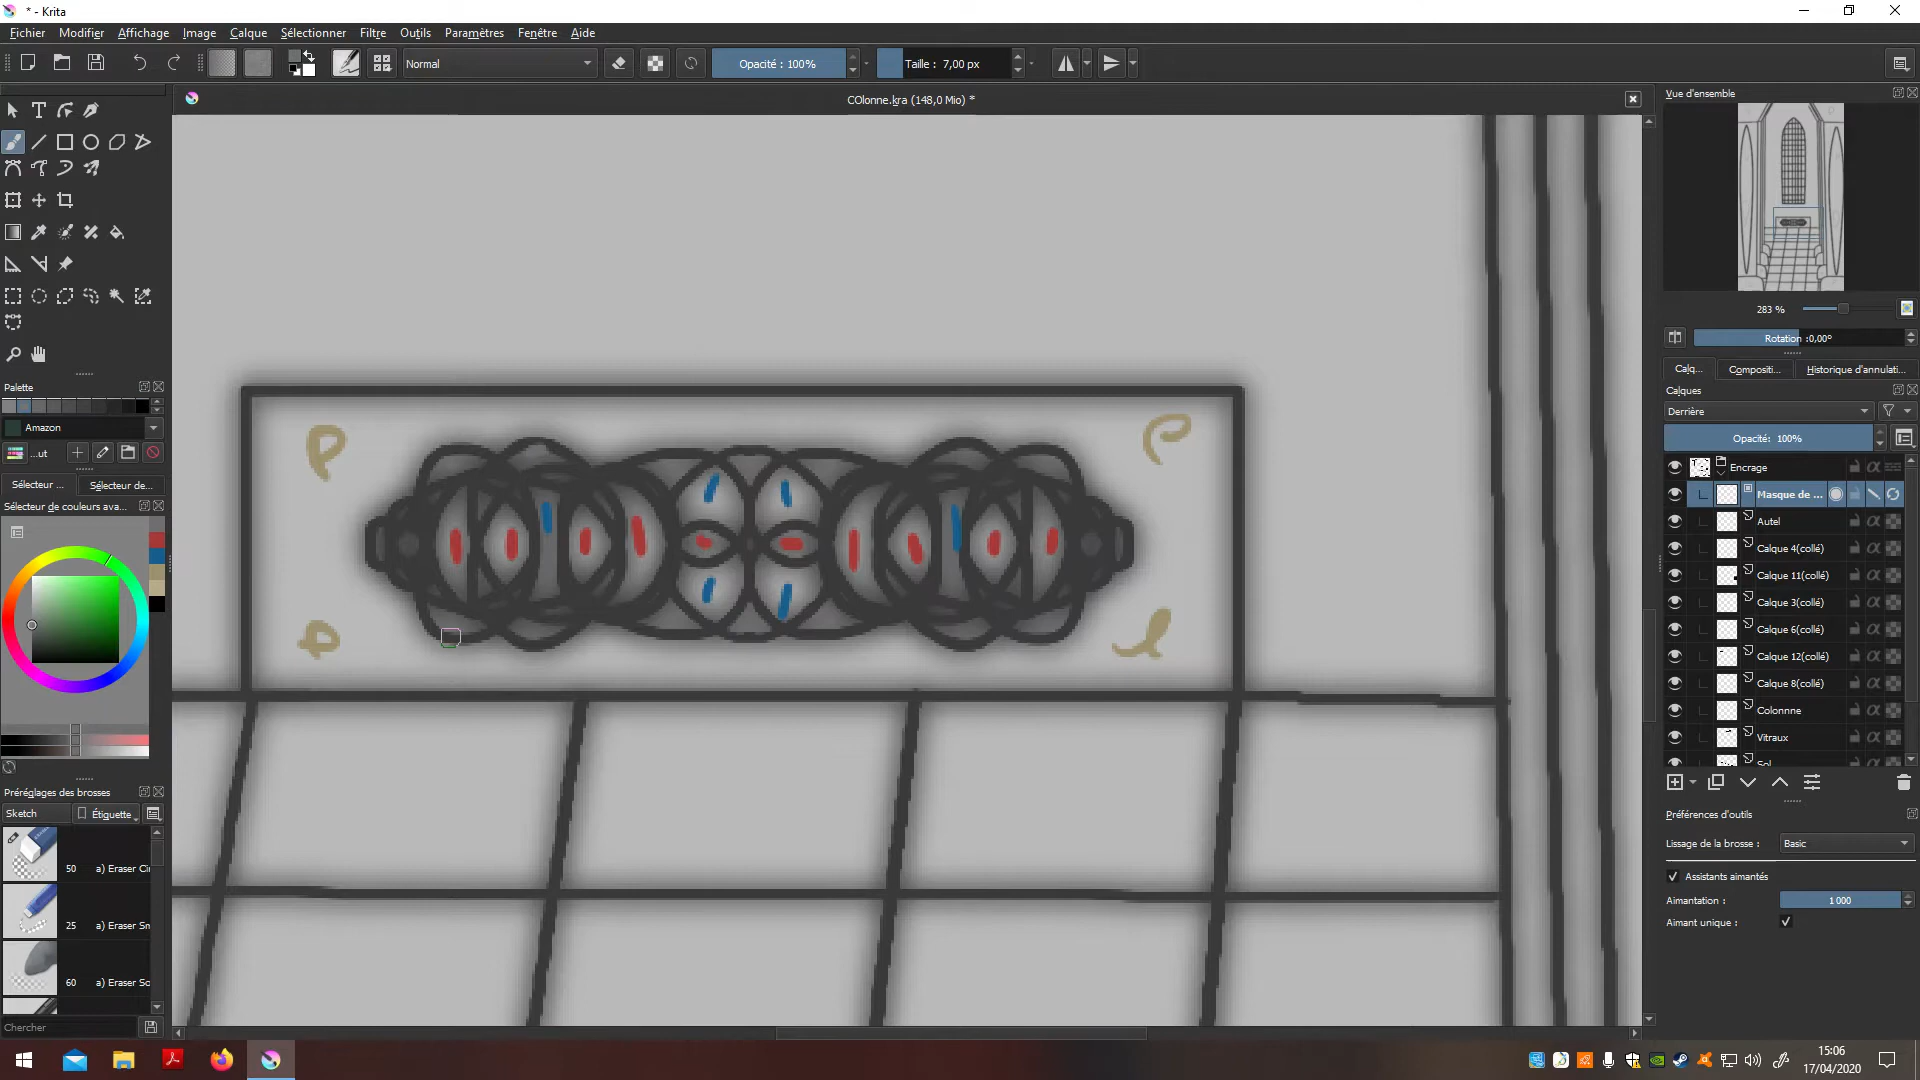 * - Krita
Fichier Modifier Affichage Image Calque Sélectionner Filtre Outils Paramètres Fenêtre Aide
Normal Opacité : 100% Taille : 7,00 px
COlonne.kra (148,0 Mio) *
Vue d'ensemble
283 %
Rotation :0,00°
Calq... Compositi... Historique d'annulati...
Calques
Derrière
Opacité: 100%
Encrage
Masque de ...
Autel
Calque 4(collé)
Calque 11(collé)
Calque 3(collé)
Calque 6(collé)
Calque 12(collé)
Calque 8(collé)
Colonnne
Vitraux
Sol
Préférences d'outils
Lissage de la brosse : Basic
Assistants aimantés
Aimantation : 1 000
Aimant unique :
Palette
Amazon
...ut
Sélecteur ... Sélecteur de...
Sélecteur de couleurs ava...
Préréglages des brosses
Sketch Étiquette
50 a) Eraser Cir
25 a) Eraser Sm
60 a) Eraser So
Chercher
15:06
17/04/2020